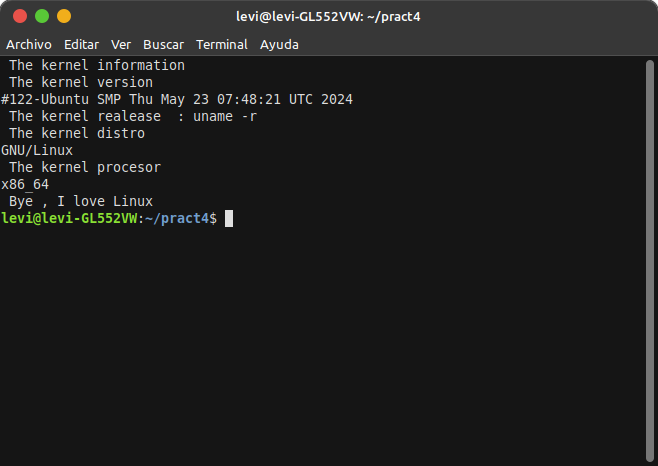 levi@levi-GL552VW: ~/pract4
Archivo Editar Ver Buscar Terminal Ayuda
The kernel information
The kernel version
#122-Ubuntu SMP Thu May 23 07:48:21 UTC 2024
The kernel realease  : uname -r
The kernel distro
GNU/Linux
The kernel procesor
x86_64
Bye , I love Linux
levi@levi-GL552VW:~/pract4$